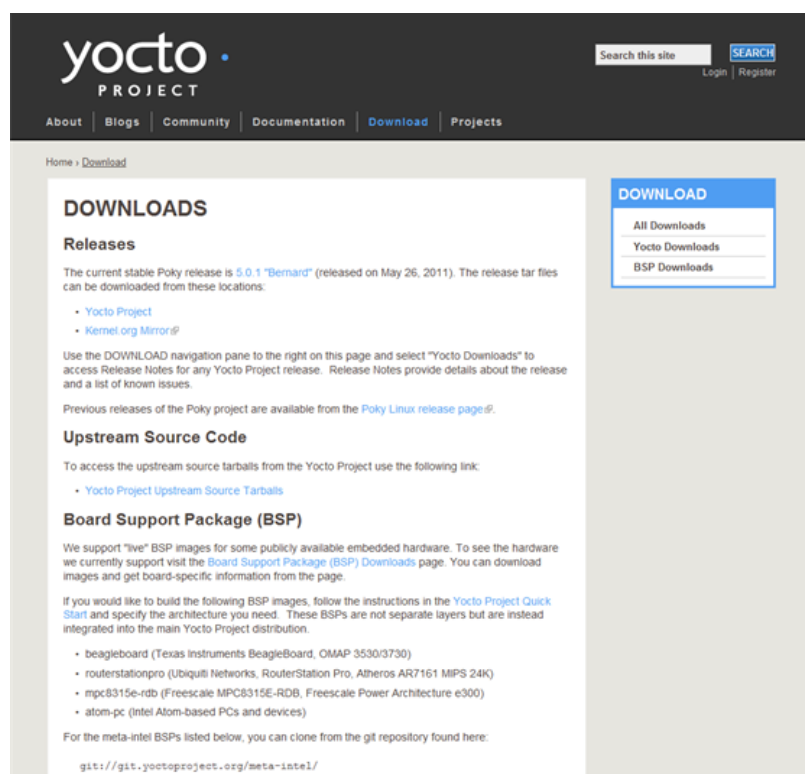 yocto
PROJECT
Search this site
SEARCH
Login | Register
About | Blogs | Community | Documentation | Download | Projects
Home › Download
DOWNLOADS
Releases
The current stable Poky release is 5.0.1 "Bernard" (released on May 26, 2011). The release tar files
can be downloaded from these locations:
• Yocto Project
• Kernel.org Mirror
Use the DOWNLOAD navigation pane to the right on this page and select "Yocto Downloads" to
access Release Notes for any Yocto Project release.  Release Notes provide details about the release
and a list of known issues.
Previous releases of the Poky project are available from the Poky Linux release page.
Upstream Source Code
To access the upstream source tarballs from the Yocto Project use the following link:
• Yocto Project Upstream Source Tarballs
Board Support Package (BSP)
We support "live" BSP images for some publicly available embedded hardware. To see the hardware
we currently support visit the Board Support Package (BSP) Downloads page. You can download
images and get board-specific information from the page.
If you would like to build the following BSP images, follow the instructions in the Yocto Project Quick
Start and specify the architecture you need.  These BSPs are not separate layers but are instead
integrated into the main Yocto Project distribution.
• beagleboard (Texas Instruments BeagleBoard, OMAP 3530/3730)
• routerstationpro (Ubiquiti Networks, RouterStation Pro, Atheros AR7161 MIPS 24K)
• mpc8315e-rdb (Freescale MPC8315E-RDB, Freescale Power Architecture e300)
• atom-pc (Intel Atom-based PCs and devices)
For the meta-intel BSPs listed below, you can clone from the git repository found here:
git://git.yoctoproject.org/meta-intel/
DOWNLOAD
All Downloads
Yocto Downloads
BSP Downloads